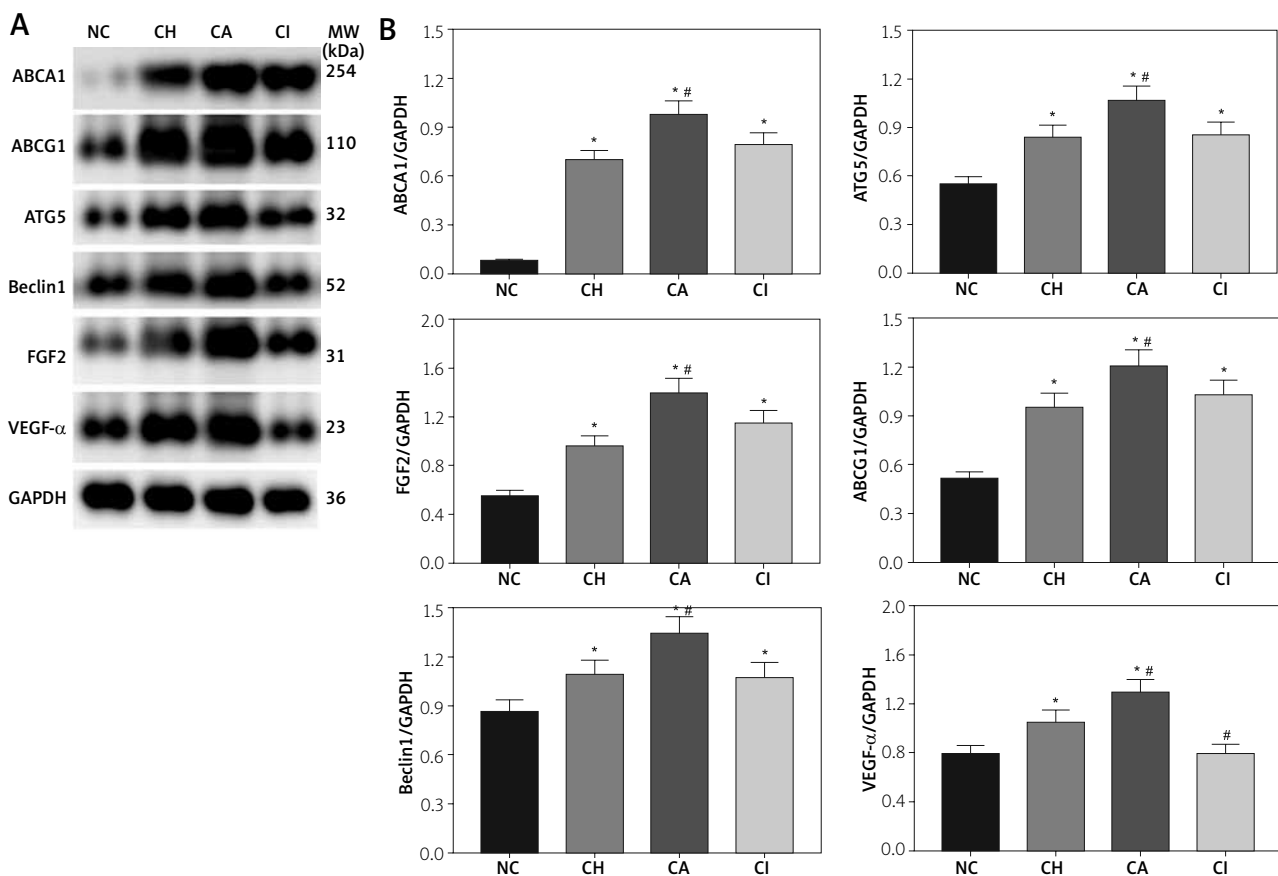 A
NC CH CA CI MW
(kDa)
ABCA1 254
ABCG1 110
ATG5 32
Beclin1 52
FGF2 31
VEGF-α 23
GAPDH 36
B
ABCA1/GAPDH
1.5
1.2
0.9
0.6
0.3
0.0
* * # *
NC CH CA CI
ATG5/GAPDH
1.5
1.2
0.9
0.6
0.3
0.0
* * # *
NC CH CA CI
FGF2/GAPDH
2.0
1.6
1.2
0.8
0.4
0.0
* * # *
NC CH CA CI
ABCG1/GAPDH
1.5
1.2
0.9
0.6
0.3
0.0
* * # *
NC CH CA CI
Beclin1/GAPDH
1.5
1.2
0.9
0.6
0.3
0.0
* * # *
NC CH CA CI
VEGF-α/GAPDH
2.0
1.6
1.2
0.8
0.4
0.0
* * # #
NC CH CA CI